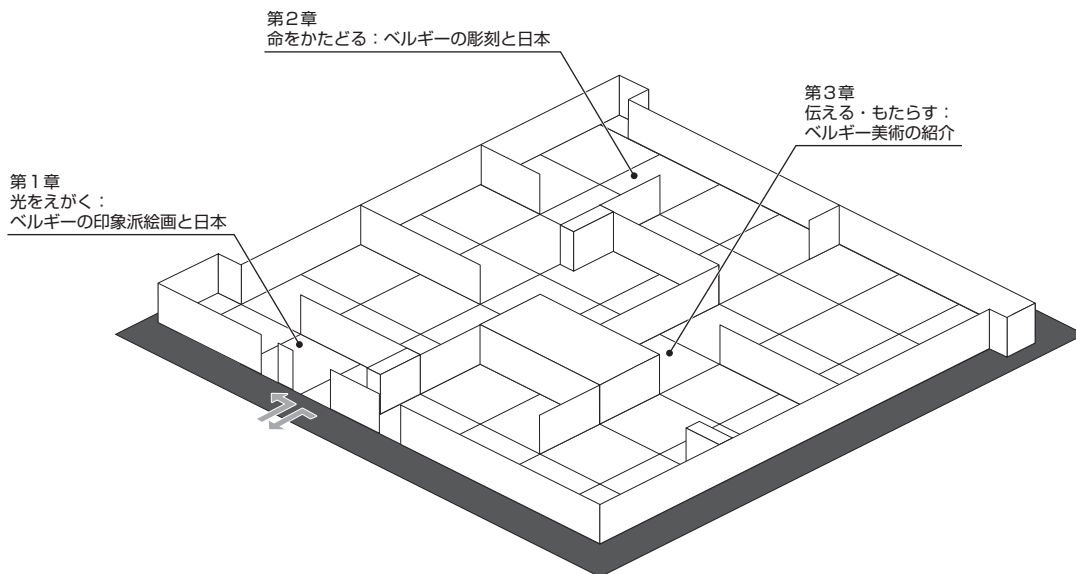 第2章
命をかたどる：ベルギーの彫刻と日本
第3章
伝える・もたらす：
ベルギー美術の紹介
第1章
光をえがく：
ベルギーの印象派絵画と日本